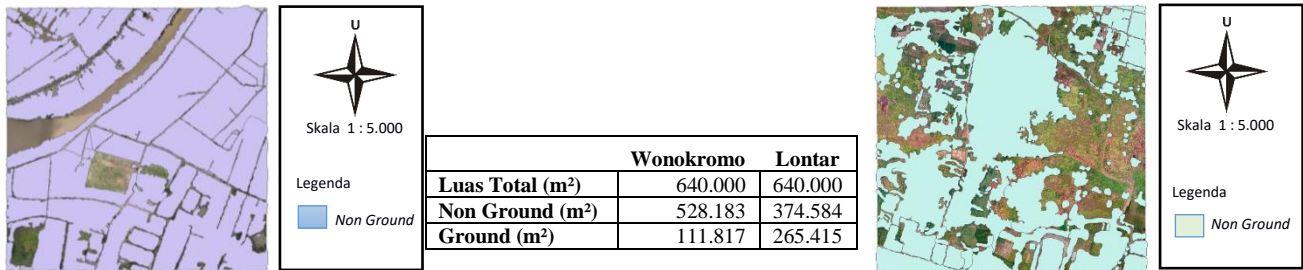 U
Skala 1 : 5.000
Legenda
Non Ground
Wonokromo Lontar
Luas Total (m²) 640.000 640.000
Non Ground (m²) 528.183 374.584
Ground (m²) 111.817 265.415
U
Skala 1 : 5.000
Legenda
Non Ground